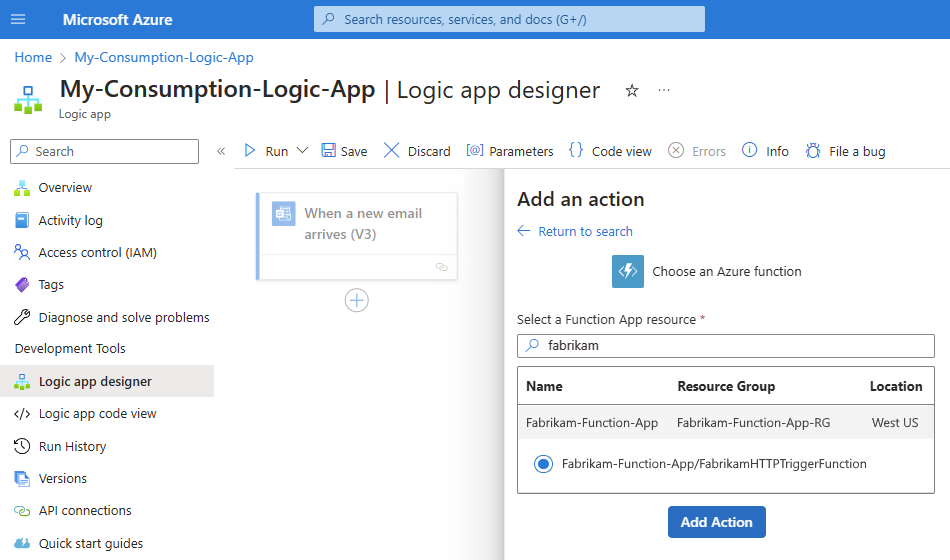 Microsoft Azure
Search resources, services, and docs (G+/)
Home > My-Consumption-Logic-App
My-Consumption-Logic-App | Logic app designer ☆ ···
Logic app
Search
«
Run
Save
Discard
[@] Parameters
{} Code view
Errors
Info
File a bug
Overview
Activity log
Access control (IAM)
Tags
Diagnose and solve problems
Development Tools
Logic app designer
</> Logic app code view
Run History
Versions
API connections
Quick start guides
When a new email
arrives (V3)
Add an action
Return to search
Choose an Azure function
Select a Function App resource *
fabrikam
Name Resource Group Location
Fabrikam-Function-App Fabrikam-Function-App-RG West US
Fabrikam-Function-App/FabrikamHTTPTriggerFunction
Add Action